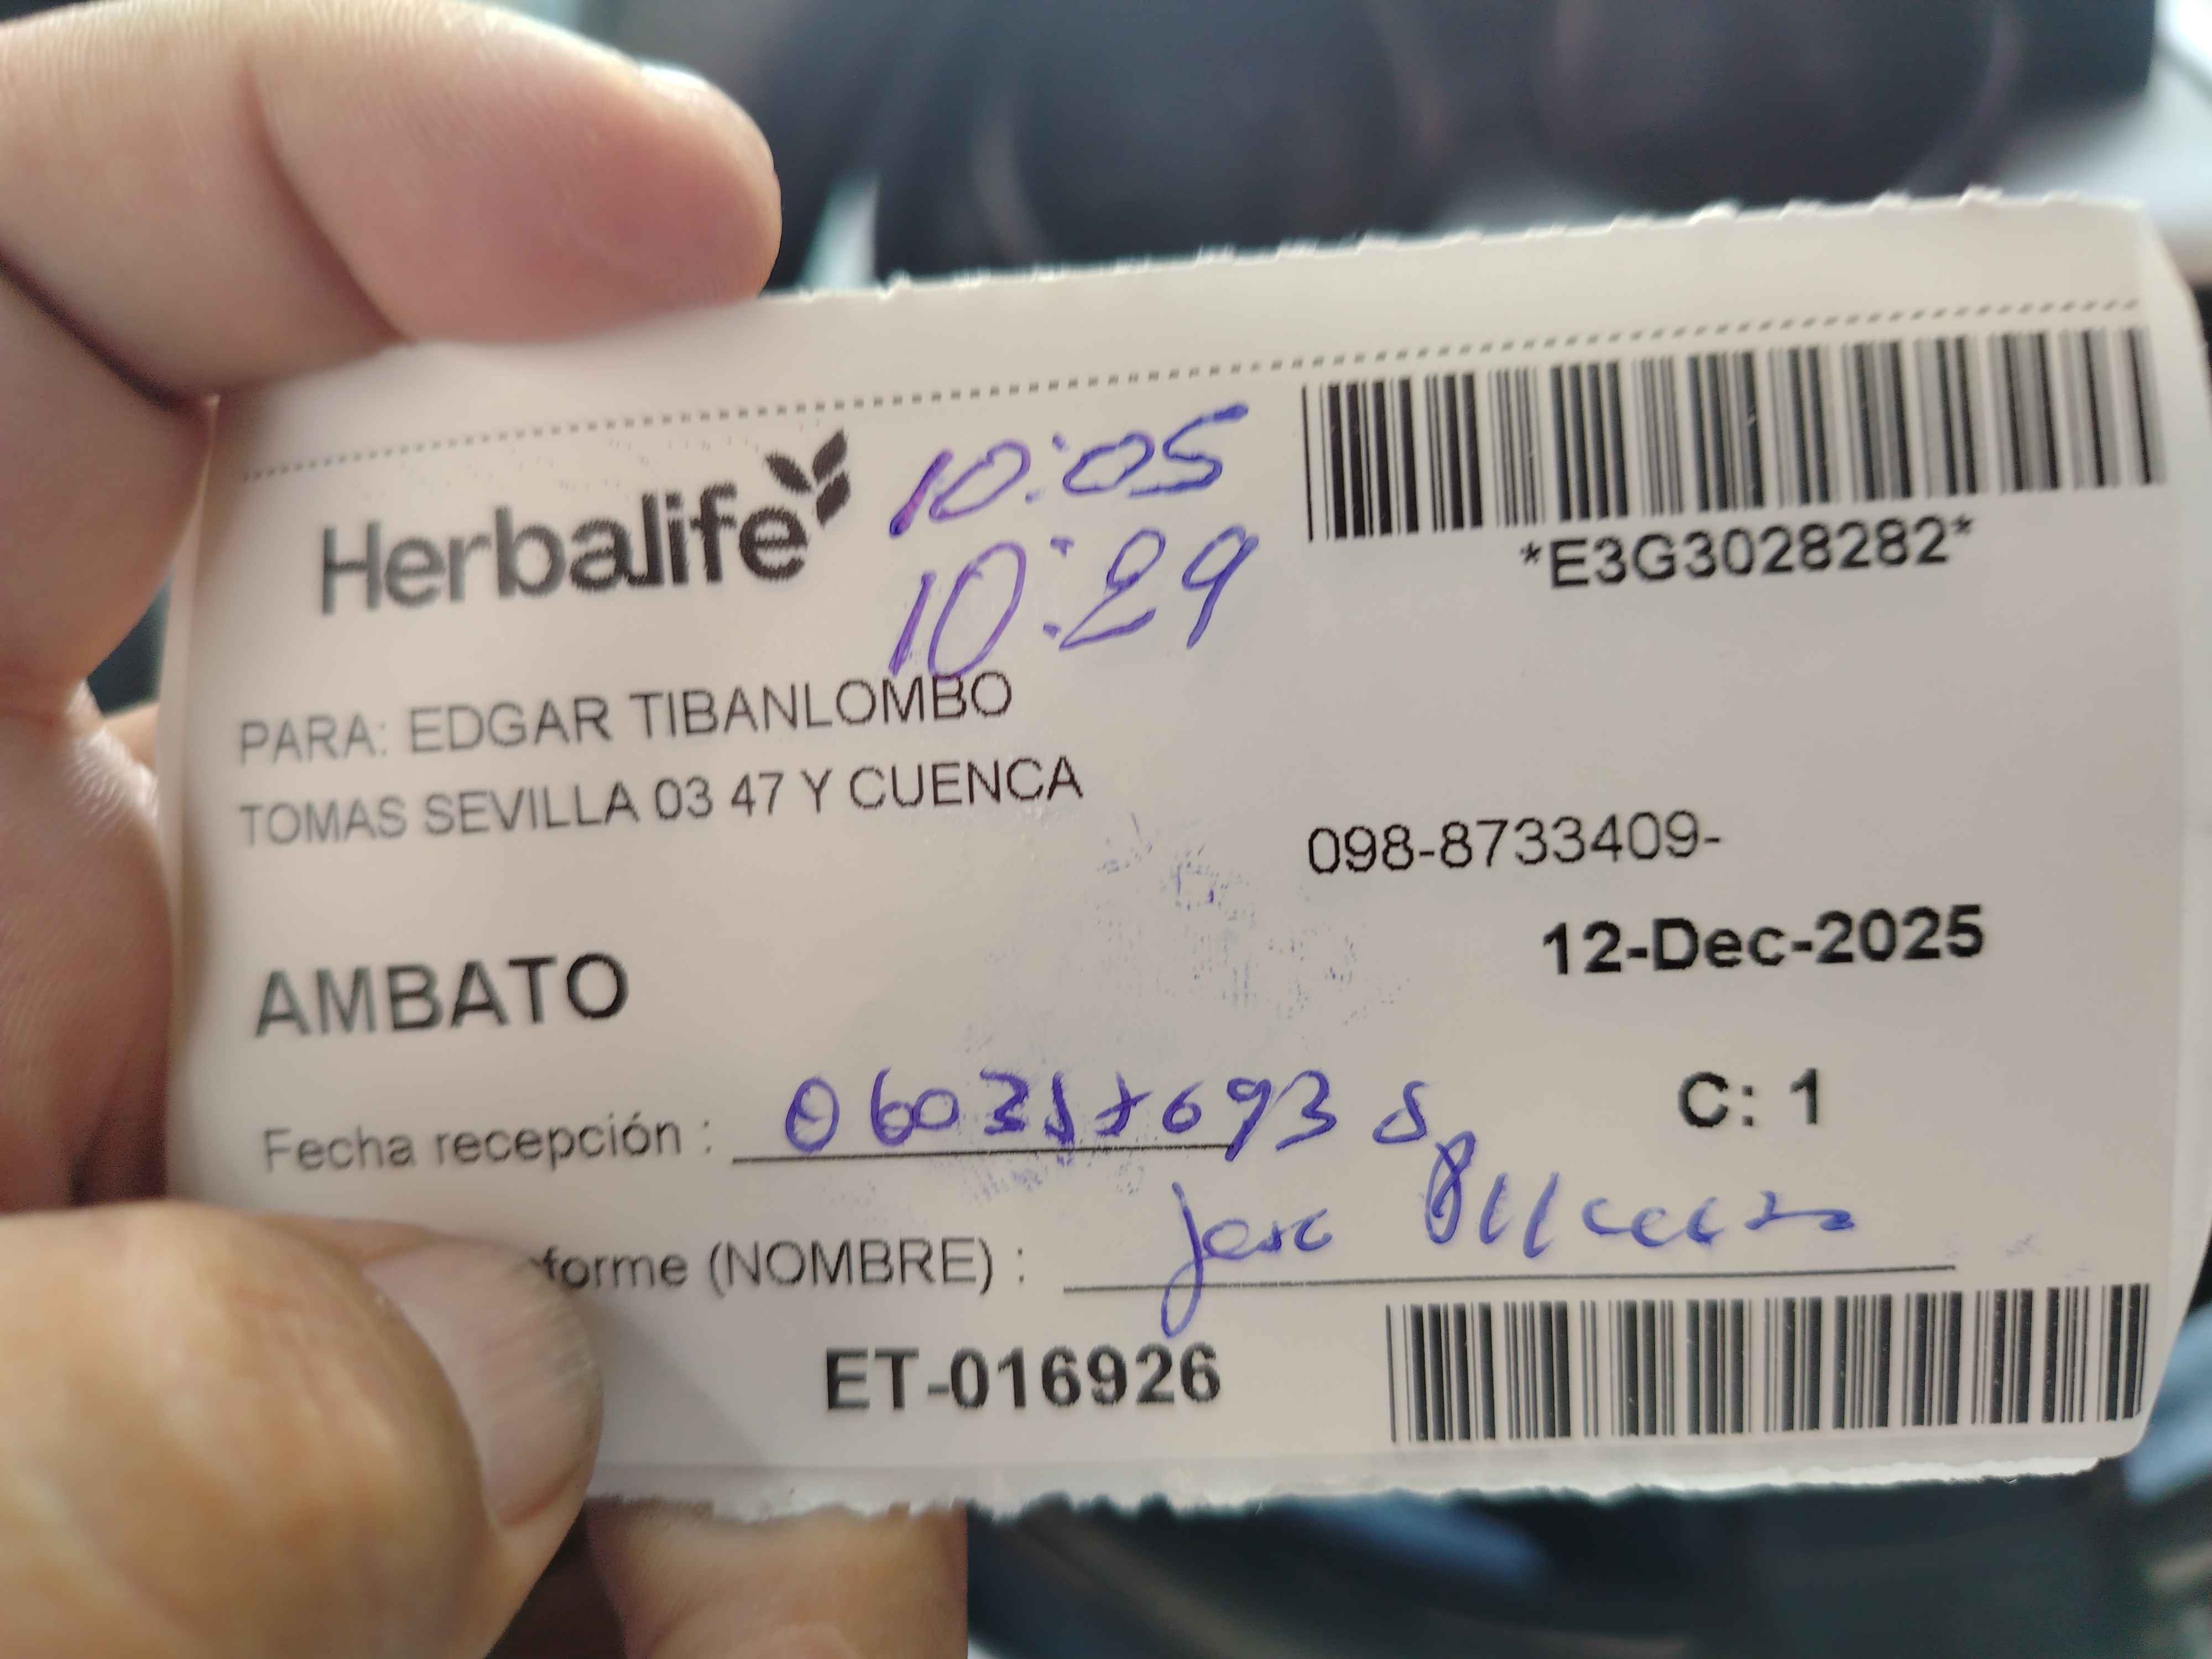 Herbalife
10:05
10:29
*E3G3028282*
PARA: EDGAR TIBANLOMBO
TOMAS SEVILLA 03 47 Y CUENCA
098-8733409-
12-Dec-2025
AMBATO
C: 1
Fecha recepción :
forme (NOMBRE) : Jose
ET-016926